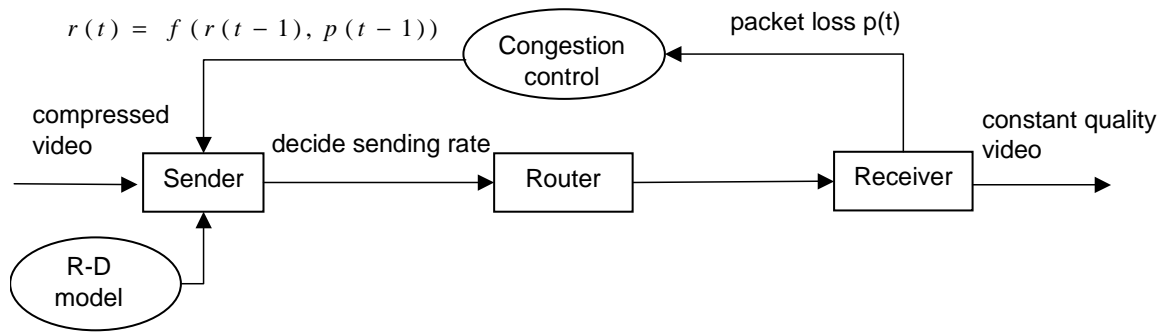 r(t) = f(r(t−1), p(t−1))
packet loss p(t)
Congestion
control
compressed
video
decide sending rate
constant quality
video
Sender
Router
Receiver
R-D
model